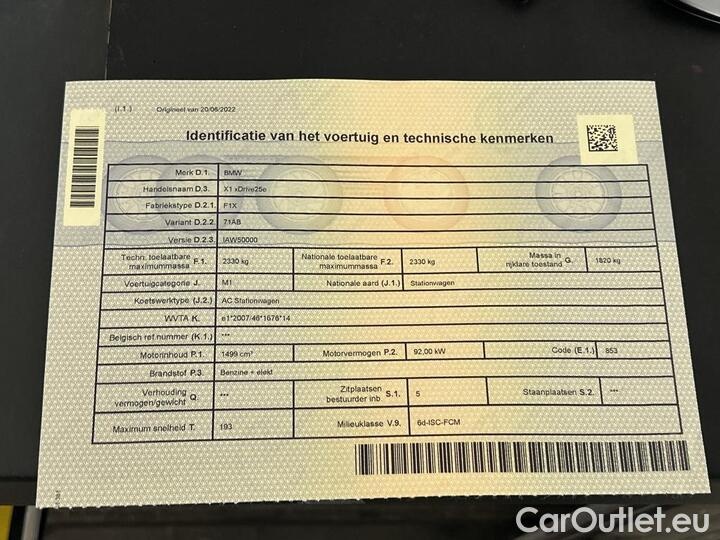 (I.1.) Origineel van 20/06/2022
Identificatie van het voertuig en technische kenmerken
Merk D.1. BMW
Handelsnaam D.3. X1 xDrive25e
Fabriekstype D.2.1. F1X
Variant D.2.2. 71AB
Versie D.2.3. IAW50000
Techn. toelaatbare maximummassa F.1. 2330 kg Nationale toelaatbare maximummassa F.2. 2330 kg Massa in rijklare toestand G. 1820 kg
Voertuigcategorie J. M1 Nationale aard (J.1.) Stationwagen
Koetswerktype (J.2.) AC Stationwagen
WVTA K. e1*2007/46*1676*14
Belgisch ref.nummer (K.1.) ***
Motorinhoud P.1. 1499 cm³ Motorvermogen P.2. 92,00 kW Code (E.1.) 853
Brandstof P.3. Benzine + elekt
Verhouding vermogen/gewicht Q. *** Zitplaatsen bestuurder inb S.1. 5 Staanplaatsen S.2. ***
Maximum snelheid T. 193 Milieuklasse V.9. 6d-ISC-FCM
CarOutlet.eu